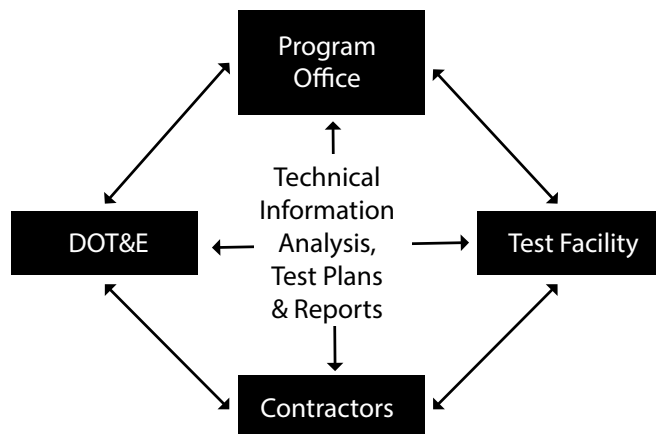 Program
Office
Technical
Information
Analysis,
Test Plans
& Reports
DOT&E
Test Facility
Contractors